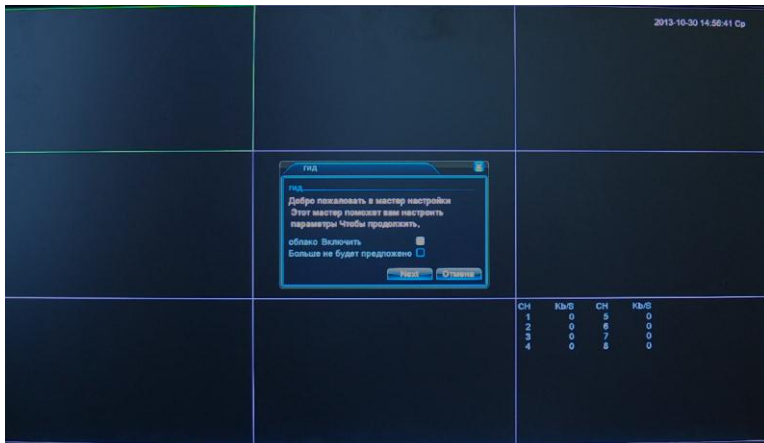 2013-10-30 14:56:41 Ср
гид
гид
Добро пожаловать в мастер настройки
Этот мастер поможет вам настроить
параметры Чтобы продолжить,
облако Включить
Больше не будет предложено
Next Отмена
CH Kb/S CH Kb/S
1 0 5 0
2 0 6 0
3 0 7 0
4 0 8 0